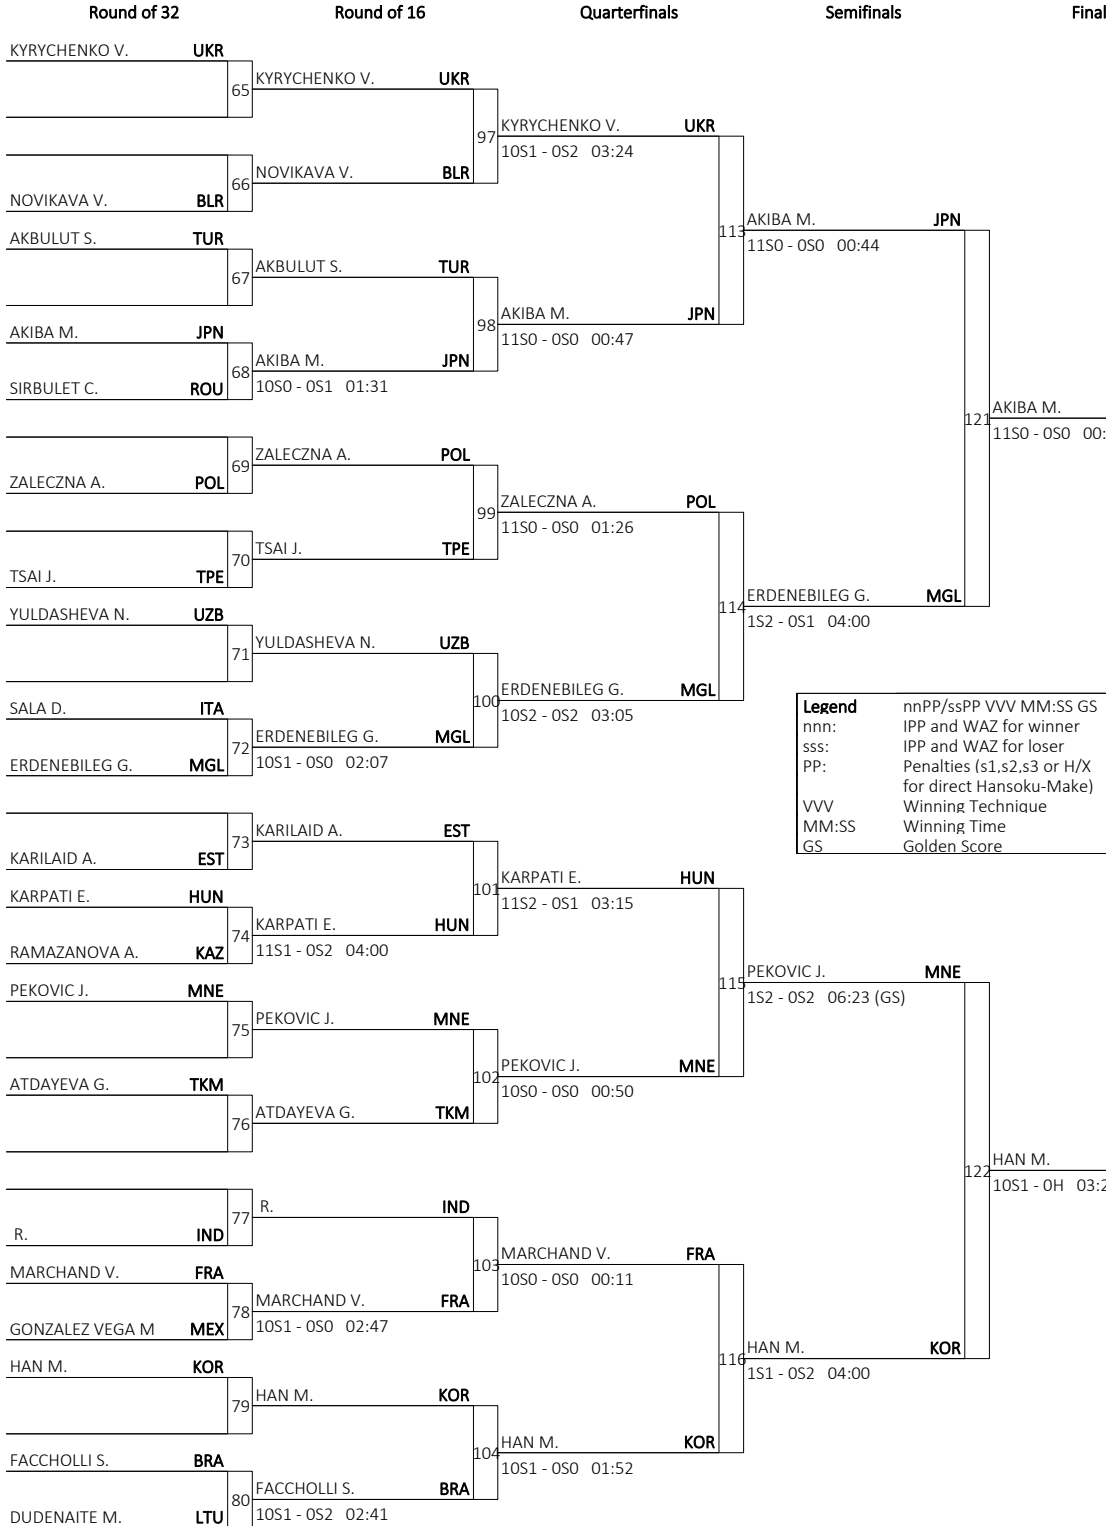 Round of 32 Round of 16 Quarterfinals Semifinals Final
KYRYCHENKO V. UKR
65
KYRYCHENKO V. UKR
97
KYRYCHENKO V. UKR
10S1 - 0S2 03:24
66
NOVIKAVA V. BLR
NOVIKAVA V. BLR
AKBULUT S. TUR
113
AKIBA M. JPN
11S0 - 0S0 00:44
67
AKBULUT S. TUR
98
AKIBA M. JPN
11S0 - 0S0 00:47
AKIBA M. JPN
68
AKIBA M. JPN
10S0 - 0S1 01:31
SIRBULET C. ROU
121
AKIBA M.
11S0 - 0S0 00:
69
ZALECZNA A. POL
ZALECZNA A. POL
99
ZALECZNA A. POL
11S0 - 0S0 01:26
70
TSAI J. TPE
TSAI J. TPE
YULDASHEVA N. UZB
114
ERDENEBILEG G. MGL
1S2 - 0S1 04:00
71
YULDASHEVA N. UZB
100
ERDENEBILEG G. MGL
10S2 - 0S2 03:05
SALA D. ITA
72
ERDENEBILEG G. MGL
10S1 - 0S0 02:07
ERDENEBILEG G. MGL
Legend nnPP/ssPP VVV MM:SS GS
nnn: IPP and WAZ for winner
sss: IPP and WAZ for loser
PP: Penalties (s1,s2,s3 or H/X
for direct Hansoku-Make)
VVV Winning Technique
MM:SS Winning Time
GS Golden Score
73
KARILAID A. EST
KARILAID A. EST
101
KARPATI E. HUN
11S2 - 0S1 03:15
KARPATI E. HUN
74
KARPATI E. HUN
11S1 - 0S2 04:00
RAMAZANOVA A. KAZ
PEKOVIC J. MNE
115
PEKOVIC J. MNE
1S2 - 0S2 06:23 (GS)
75
PEKOVIC J. MNE
102
PEKOVIC J. MNE
10S0 - 0S0 00:50
ATDAYEVA G. TKM
76
ATDAYEVA G. TKM
122
HAN M.
10S1 - 0H 03:2
77
R. IND
R. IND
103
MARCHAND V. FRA
10S0 - 0S0 00:11
MARCHAND V. FRA
78
MARCHAND V. FRA
10S1 - 0S0 02:47
GONZALEZ VEGA M MEX
HAN M. KOR
116
HAN M. KOR
1S1 - 0S2 04:00
79
HAN M. KOR
104
HAN M. KOR
10S1 - 0S0 01:52
FACCHOLLI S. BRA
80
FACCHOLLI S. BRA
10S1 - 0S2 02:41
DUDENAITE M. LTU